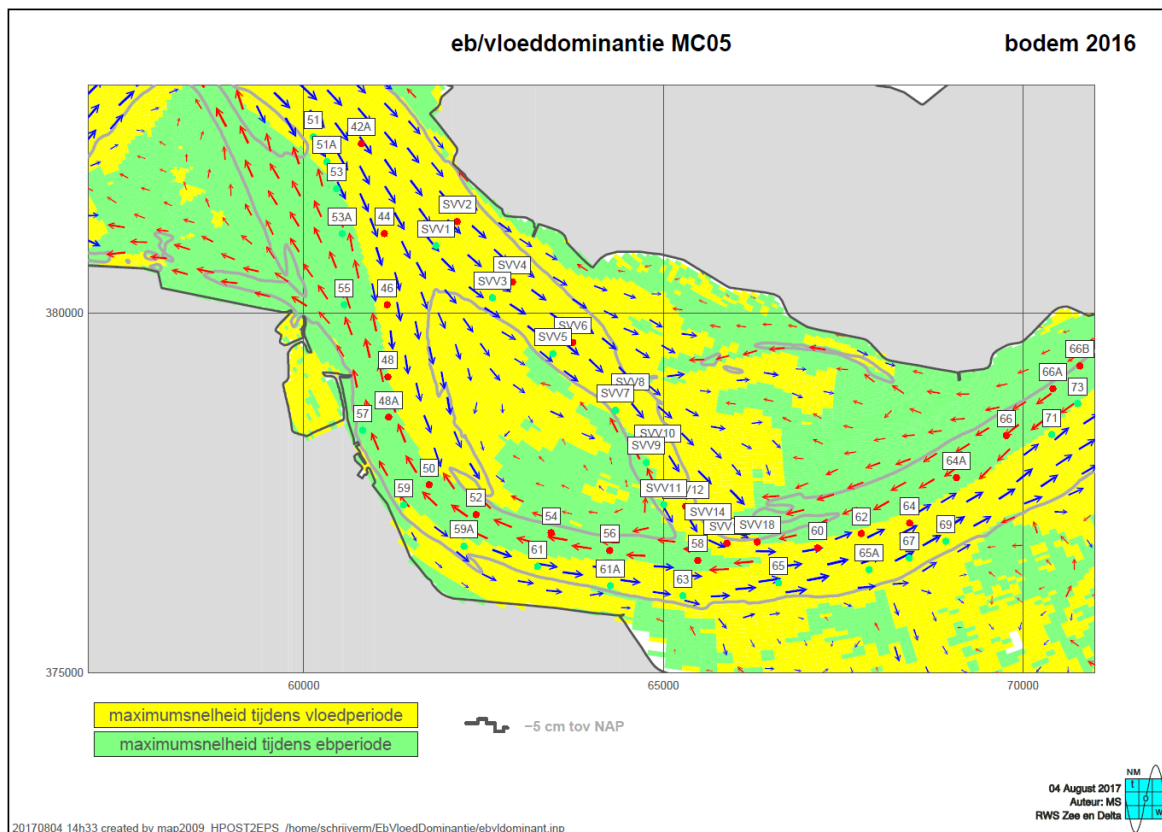 eb/vloeddominantie MC05
bodem 2016
51
42A
51A
53
SVV2
53A
44
SVV1
SVV4
SVV3
55
46
380000
SVV6
SVV5
66B
48
SVV8
66A
73
SVV7
48A
57
66
71
SVV10
SVV9
64A
50
59
SVV11
V12
52
54
SVV14
64
62
59A
56
SVV
SVV18
60
69
61
58
67
65A
61A
63
65
375000
60000
65000
70000
maximumsnelheid tijdens vloedperiode
maximumsnelheid tijdens ebperiode
−5 cm tov NAP
NM
t
w
04 August 2017
Auteur: MS
RWS Zee en Delta
20170804 14h33 created by map2009 HPOST2EPS /home/schrijverm/EbVloedDominantie/ebvldominant.inp